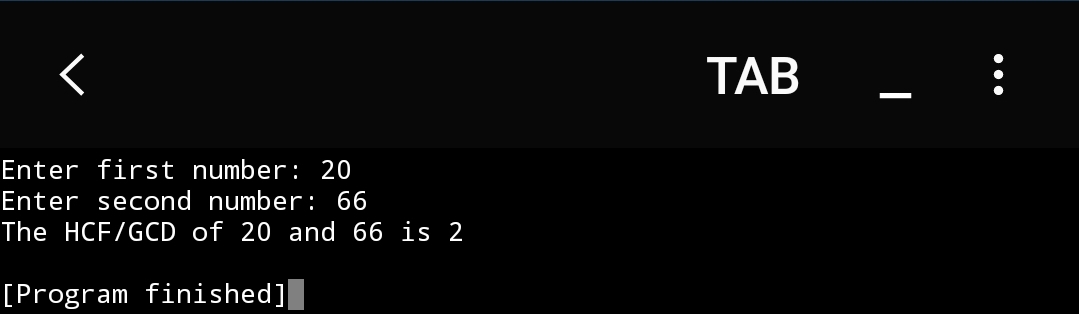 TAB
Enter first number: 20
Enter second number: 66
The HCF/GCD of 20 and 66 is 2
[Program finished]